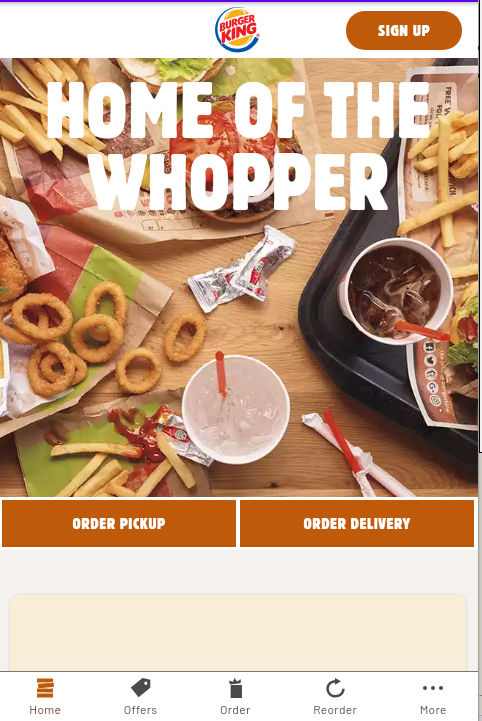 BURGER
KING
SIGN UP
HOME OF THE
WHOPPER
ORDER PICKUP
ORDER DELIVERY
Home
Offers
Order
Reorder
More